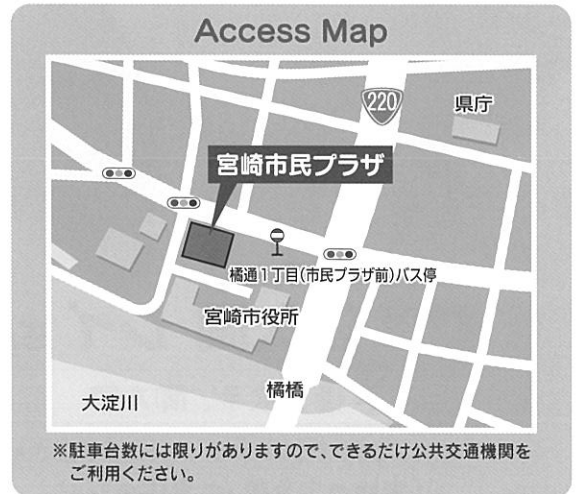 Access Map
220
県庁
宮崎市民プラザ
橘通1丁目(市民プラザ前)バス停
宮崎市役所
橘橋
大淀川
※駐車台数には限りがありますので、できるだけ公共交通機関を
ご利用ください。